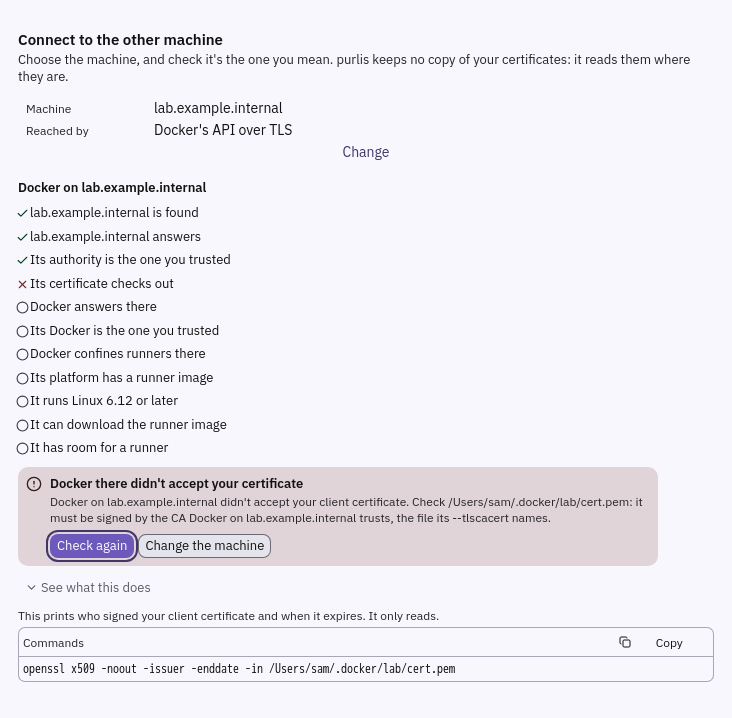 Connect to the other machine
Choose the machine, and check it's the one you mean. purlis keeps no copy of your certificates: it reads them where
they are.
Machine lab.example.internal
Reached by Docker's API over TLS
Change
Docker on lab.example.internal
lab.example.internal is found
lab.example.internal answers
Its authority is the one you trusted
Its certificate checks out
Docker answers there
Its Docker is the one you trusted
Docker confines runners there
Its platform has a runner image
It runs Linux 6.12 or later
It can download the runner image
It has room for a runner
Docker there didn't accept your certificate
Docker on lab.example.internal didn't accept your client certificate. Check /Users/sam/.docker/lab/cert.pem: it
must be signed by the CA Docker on lab.example.internal trusts, the file its --tlscacert names.
Check again Change the machine
See what this does
This prints who signed your client certificate and when it expires. It only reads.
Commands Copy
openssl x509 -noout -issuer -enddate -in /Users/sam/.docker/lab/cert.pem